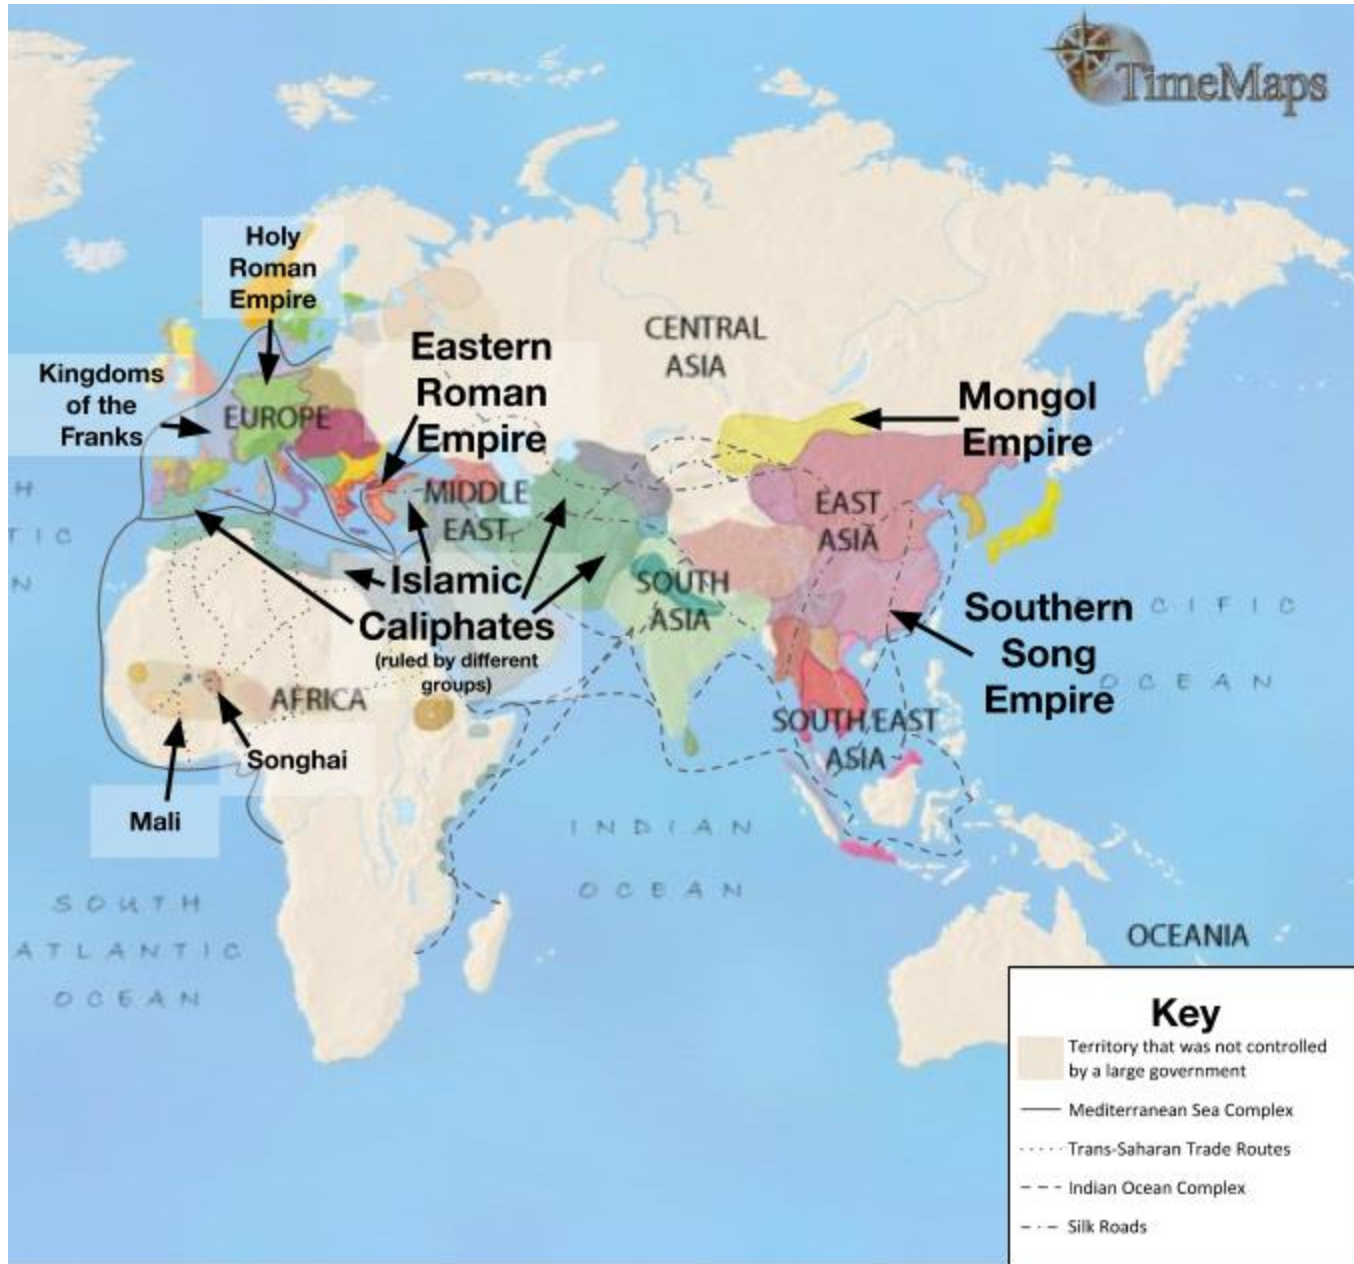 TimeMaps
Holy
Roman
Empire
CENTRAL
ASIA
Eastern
Roman
Empire
Kingdoms
of the
Franks
EUROPE
Mongol
Empire
H
TIC
N
MIDDLE
EAST
EAST
ASIA
Islamic
Caliphates
(ruled by different
groups)
SOUTH
ASIA
Southern
Song
Empire
CIFIC
OCEAN
AFRICA
SOUTH EAST
ASIA
Songhai
Mali
INDIAN
OCEAN
SOUTH
ATLANTIC
OCEAN
OCEANIA
Key
Territory that was not controlled
by a large government
Mediterranean Sea Complex
Trans-Saharan Trade Routes
Indian Ocean Complex
Silk Roads